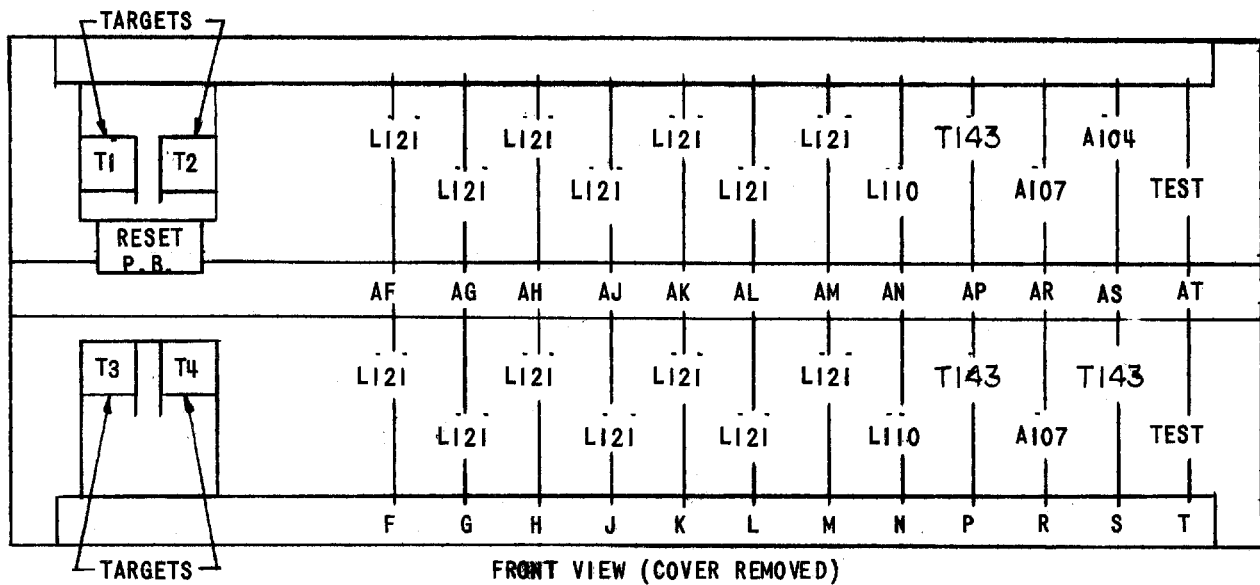 TARGETS
L121 L121 L121 L121 T143 A104
T1 T2
L121 L121 L121 L110 A107 TEST
RESET
P.B.
AF AG AH AJ AK AL AM AN AP AR AS AT
T3 T4 L121 L121 L121 L121 T143 T143
L121 L121 L121 L110 A107 TEST
F G H J K L M N P R S T
TARGETS
FRONT VIEW (COVER REMOVED)